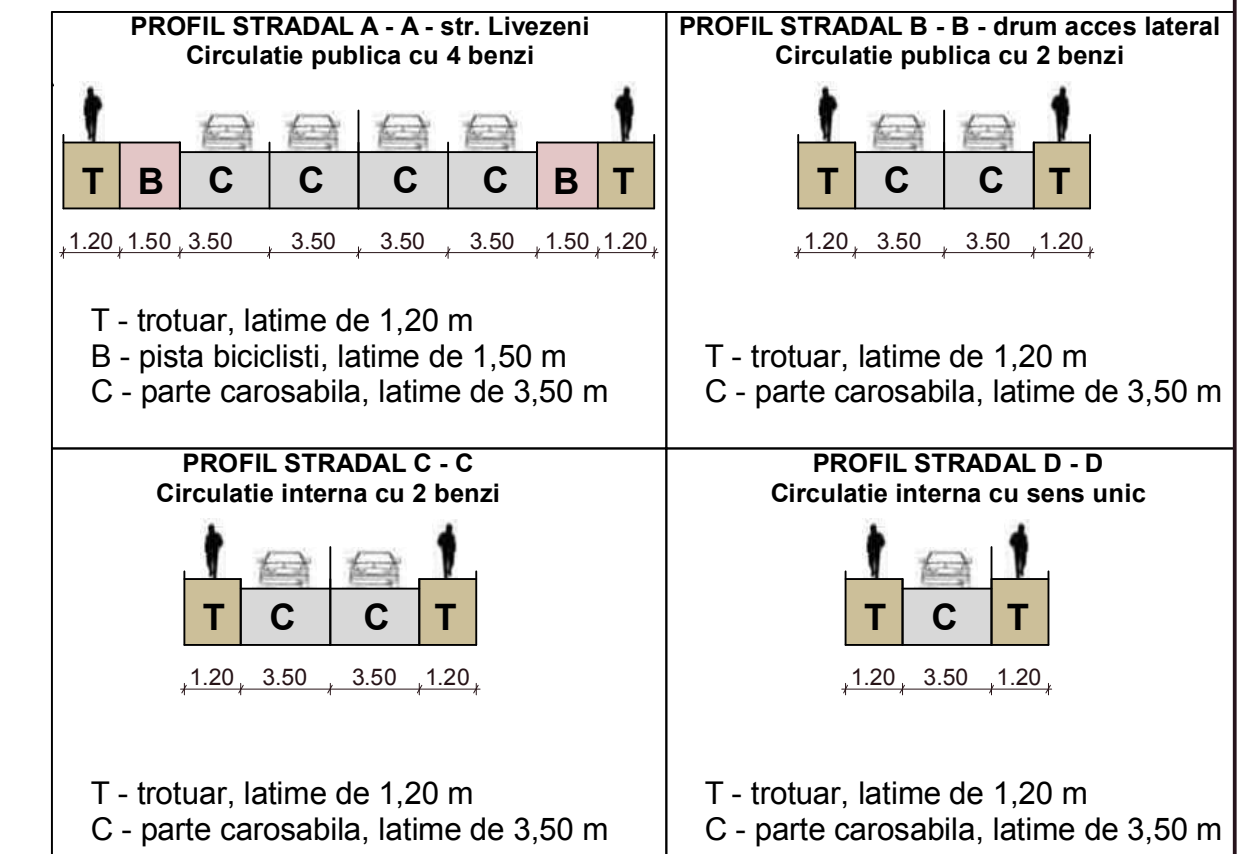 PROFIL STRADAL A - A - str. Livezeni
Circulatie publica cu 4 benzi
T B C C C C B T
1.20 1.50 3.50 3.50 3.50 3.50 1.50 1.20
T - trotuar, latime de 1,20 m
B - pista biciclisti, latime de 1,50 m
C - parte carosabila, latime de 3,50 m
PROFIL STRADAL B - B - drum acces lateral
Circulatie publica cu 2 benzi
T C C T
1.20 3.50 3.50 1.20
T - trotuar, latime de 1,20 m
C - parte carosabila, latime de 3,50 m
PROFIL STRADAL C - C
Circulatie interna cu 2 benzi
T C C T
1.20 3.50 3.50 1.20
T - trotuar, latime de 1,20 m
C - parte carosabila, latime de 3,50 m
PROFIL STRADAL D - D
Circulatie interna cu sens unic
T C T
1.20 3.50 1.20
T - trotuar, latime de 1,20 m
C - parte carosabila, latime de 3,50 m